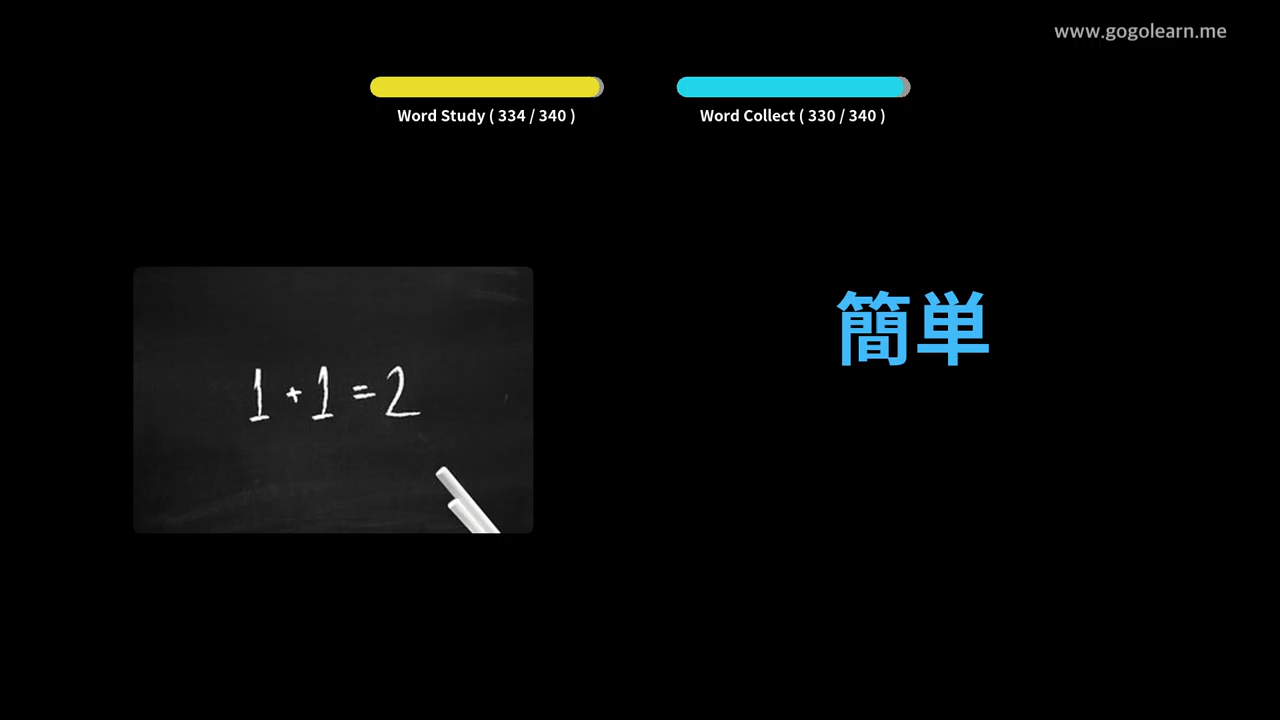 www.gogolearn.me
Word Study ( 334 / 340 )
Word Collect ( 330 / 340 )
1 + 1 = 2
簡単